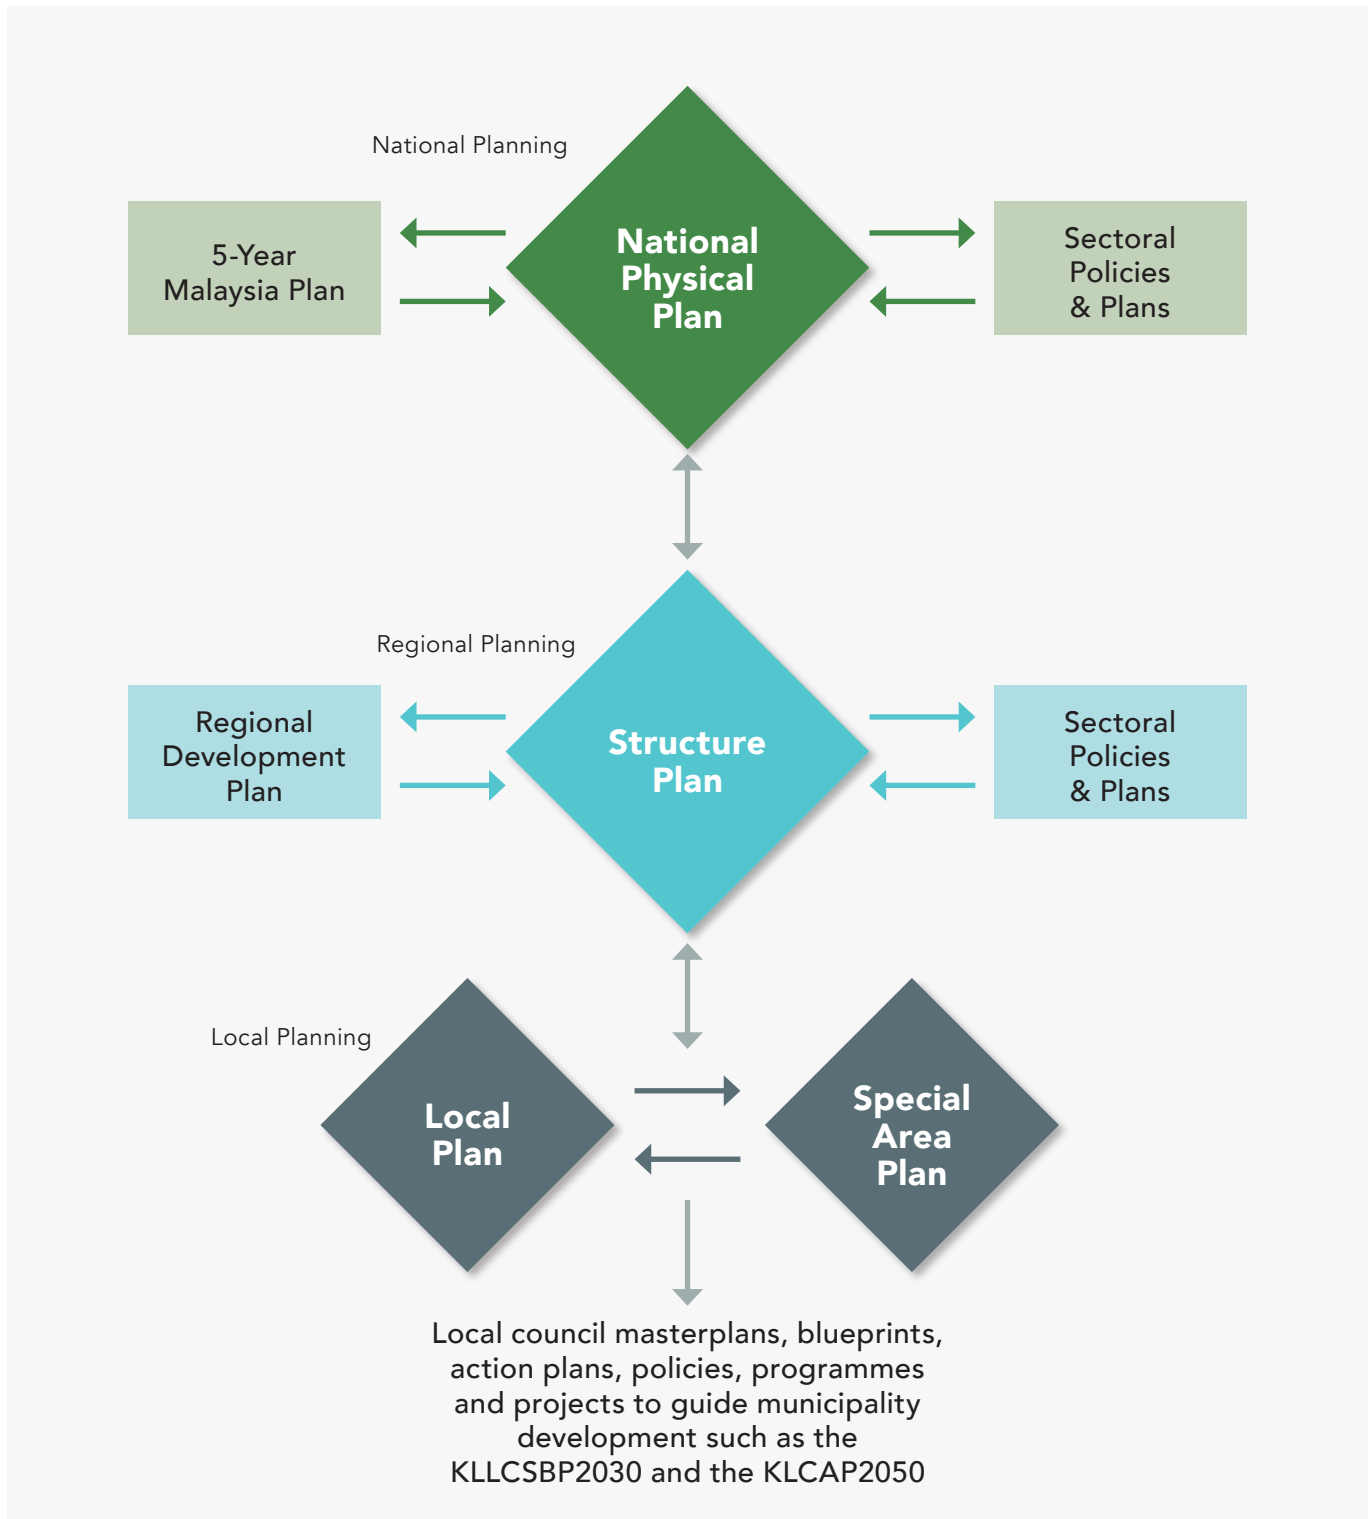 National Planning
National
Physical
Plan
5-Year
Malaysia Plan
Sectoral
Policies
& Plans
Regional Planning
Regional
Development
Plan
Structure
Plan
Sectoral
Policies
& Plans
Local Planning
Local
Plan
Special
Area
Plan
Local council masterplans, blueprints,
action plans, policies, programmes
and projects to guide municipality
development such as the
KLLCSBP2030 and the KLCAP2050